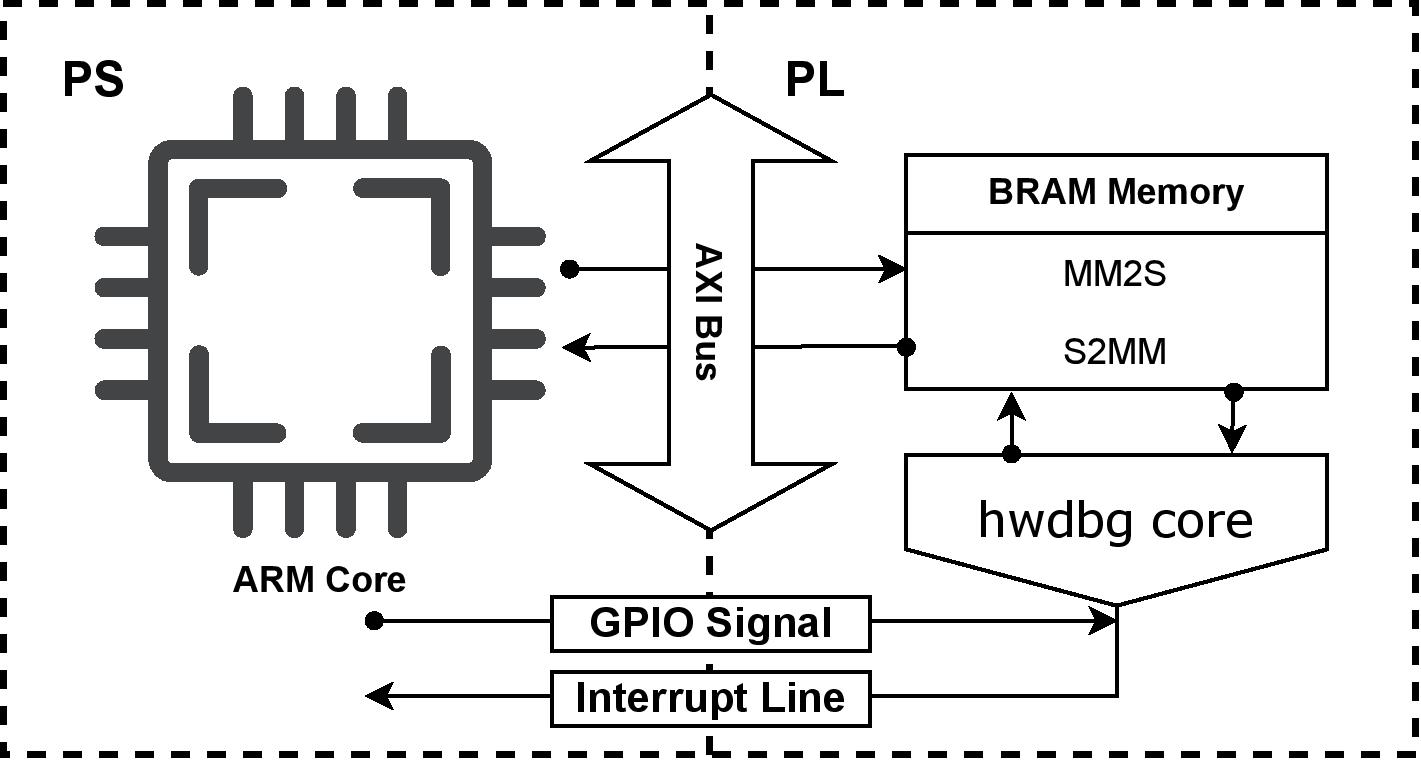 PS
PL
BRAM Memory
MM2S
S2MM
AXI Bus
hwdbg core
ARM Core
GPIO Signal
Interrupt Line